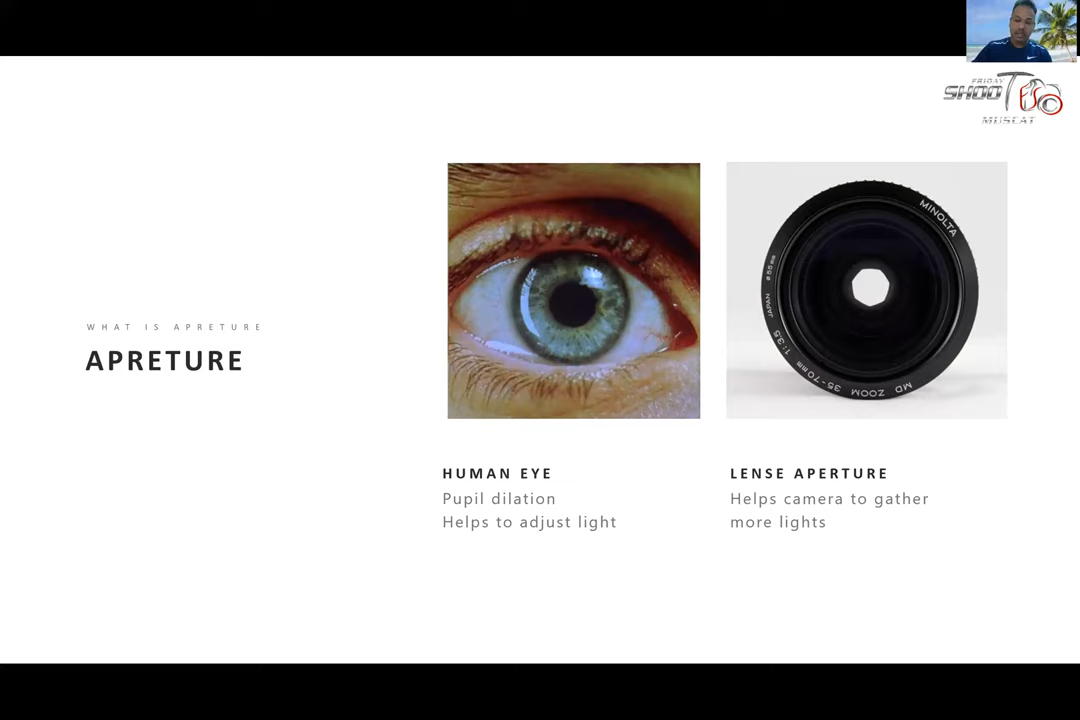 FRIDAY
SHOOT
MUSCAT
WHAT IS APRETURE
APRETURE
MINOLTA
JAPAN ø55mm
MD ZOOM 35-70mm 1:3.5
HUMAN EYE
Pupil dilation
Helps to adjust light
LENSE APERTURE
Helps camera to gather
more lights